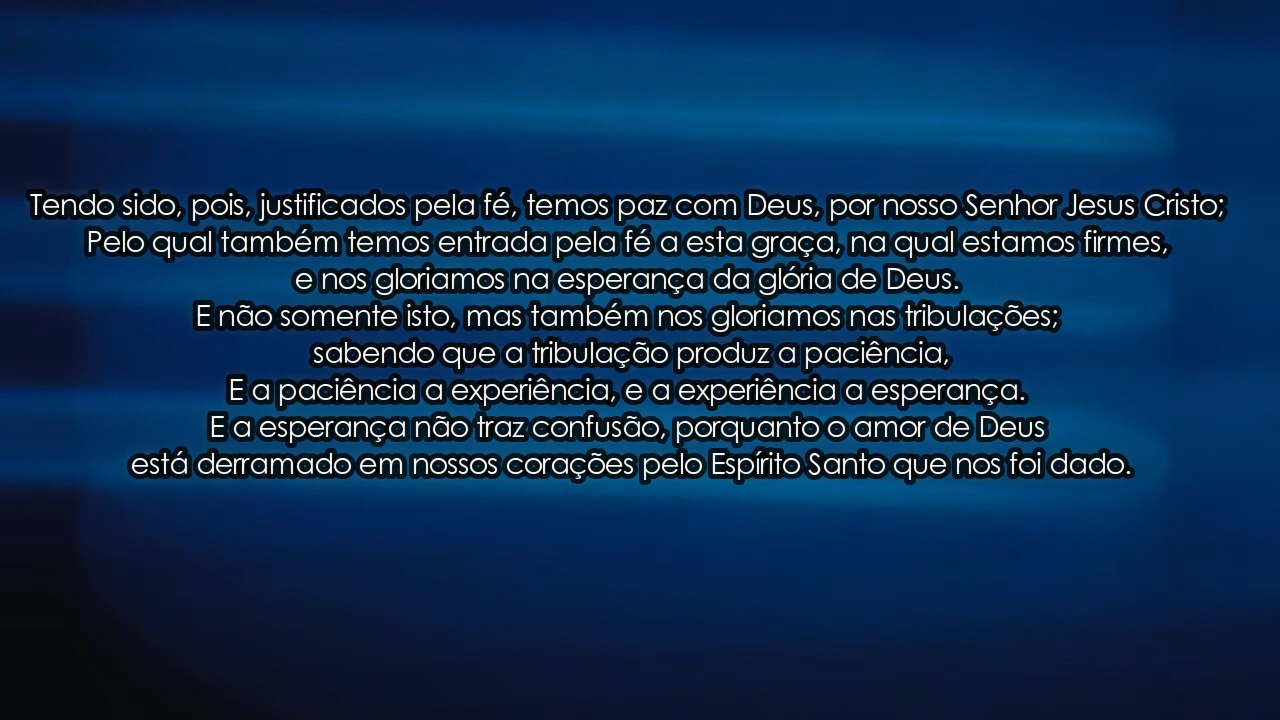 Tendo sido, pois, justificados pela fé, temos paz com Deus, por nosso Senhor Jesus Cristo;
Pelo qual também temos entrada pela fé a esta graça, na qual estamos firmes,
e nos gloriamos na esperança da glória de Deus.
E não somente isto, mas também nos gloriamos nas tribulações;
sabendo que a tribulação produz a paciência,
E a paciência a experiência, e a experiência a esperança.
E a esperança não traz confusão, porquanto o amor de Deus
está derramado em nossos corações pelo Espírito Santo que nos foi dado.